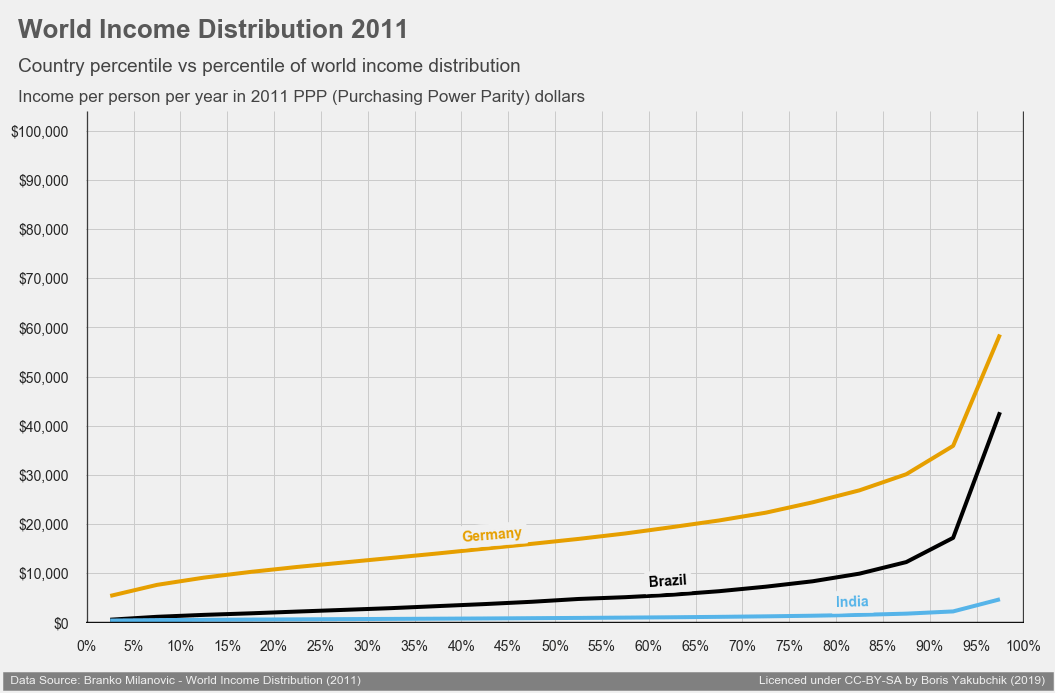 World Income Distribution 2011
Country percentile vs percentile of world income distribution
Income per person per year in 2011 PPP (Purchasing Power Parity) dollars
$100,000
$90,000
$80,000
$70,000
$60,000
$50,000
$40,000
$30,000
$20,000
$10,000
$0
Germany
Brazil
India
0% 5% 10% 15% 20% 25% 30% 35% 40% 45% 50% 55% 60% 65% 70% 75% 80% 85% 90% 95% 100%
Data Source: Branko Milanovic - World Income Distribution (2011)
Licenced under CC-BY-SA by Boris Yakubchik (2019)